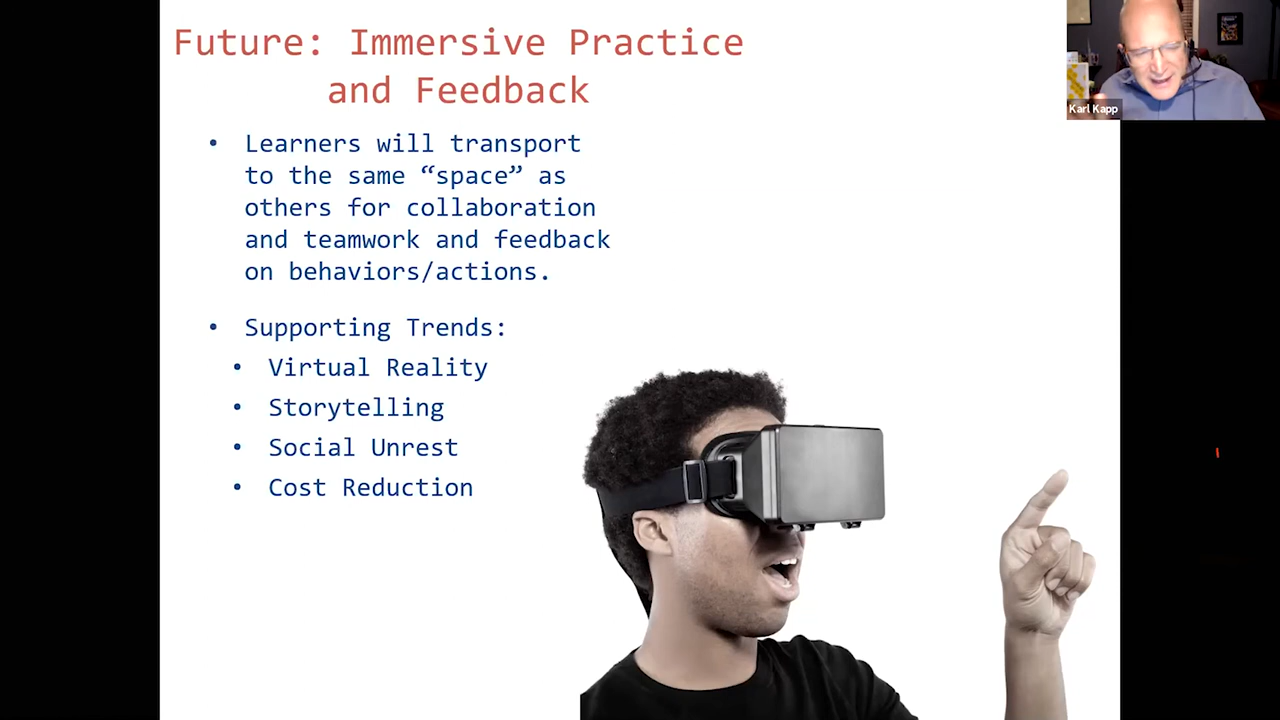 Future: Immersive Practice
and Feedback
• Learners will transport
to the same “space” as
others for collaboration
and teamwork and feedback
on behaviors/actions.
• Supporting Trends:
• Virtual Reality
• Storytelling
• Social Unrest
• Cost Reduction
Karl Kapp